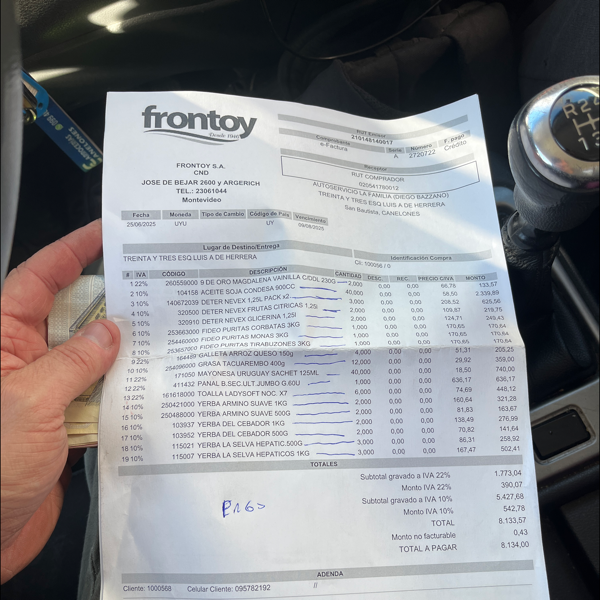 frontoy
Desde 1940
FRONTOY S.A.
CND
JOSE DE BEJAR 2600 y ARGERICH
TEL.: 23061044
Montevideo
RUT Emisor
210148140017
Comprobante Serie Número F. pago
e-Factura A 2720722 Crédito
Receptor
RUT COMPRADOR
020541760012
AUTOSERVICIO LA FAMILIA (DIEGO BAZZANO)
TREINTA Y TRES ESQ LUIS A DE HERRERA
San Bautista, CANELONES
Fecha Moneda Tipo de Cambio Código de País Vencimiento
25/06/2025 UYU UY 09/08/2025
Lugar de Destino/Entrega Identificación Compra
TREINTA Y TRES ESQ LUIS A DE HERRERA CI: 100056 / 0
# IVA CÓDIGO DESCRIPCIÓN CANTIDAD DESC. REC. PRECIO C/IVA MONTO
1 22% 260559000 9 DE ORO MAGDALENA VAINILLA C/DDL 230G 2,000 0,00 0,00 66,78 133,57
2 10% 104158 ACEITE SOJA CONDESA 900CC 40,000 0,00 0,00 58,50 2.339,89
3 10% 140672039 DETER NEVEX 1,25L PACK x2 3,000 0,00 0,00 208,52 625,56
4 10% 320500 DETER NEVEX FRUTAS CITRICAS 1,25l 2,000 0,00 0,00 109,87 219,75
5 10% 320910 DETER NEVEX GLICERINA 1,25l 2,000 0,00 0,00 124,71 249,43
6 10% 253663000 FIDEO PURITAS CORBATAS 3KG 1,000 0,00 0,00 170,65 170,64
7 10% 254460000 FIDEO PURITAS MONAS 3KG 1,000 0,00 0,00 170,65 170,64
8 10% 253657000 FIDEO PURITAS TIRABUZONES 3KG 1,000 0,00 0,00 170,65 170,64
9 22% GALLETA ARROZ QUESO 150g 4,000 0,00 0,00 51,31 205,25
10 10% 254096000 GRASA TACUAREMBO 400g 12,000 0,00 0,00 29,92 359,00
11 22% 171050 MAYONESA URUGUAY SACHET 125ML 40,000 0,00 0,00 18,50 740,00
12 22% 411432 PANAL B.SEC.ULT.JUMBO G.60U 1,000 0,00 0,00 636,17 636,17
13 22% 161618000 TOALLA LADYSOFT NOC. X7 6,000 0,00 0,00 74,69 448,12
14 10% 250421000 YERBA ARMINO SUAVE 1KG 2,000 0,00 0,00 160,64 321,28
15 10% 250488000 YERBA ARMINO SUAVE 500G 2,000 0,00 0,00 81,83 163,67
16 10% 103937 YERBA DEL CEBADOR 1KG 2,000 0,00 0,00 138,49 276,99
17 10% 103952 YERBA DEL CEBADOR 500G 2,000 0,00 0,00 70,82 141,64
18 10% 115021 YERBA LA SELVA HEPATIC.500G 3,000 0,00 0,00 86,31 258,92
19 10% 115007 YERBA LA SELVA HEPATICOS 1KG 3,000 0,00 0,00 167,47 502,41
TOTALES
Subtotal gravado a IVA 22% 1.773,04
Monto IVA 22% 390,07
Subtotal gravado a IVA 10% 5.427,68
Monto IVA 10% 542,78
TOTAL 8.133,57
Monto no facturable 0,43
TOTAL A PAGAR 8.134,00
ADENDA
Cliente: 1000568 Celular Cliente: 095782192 //